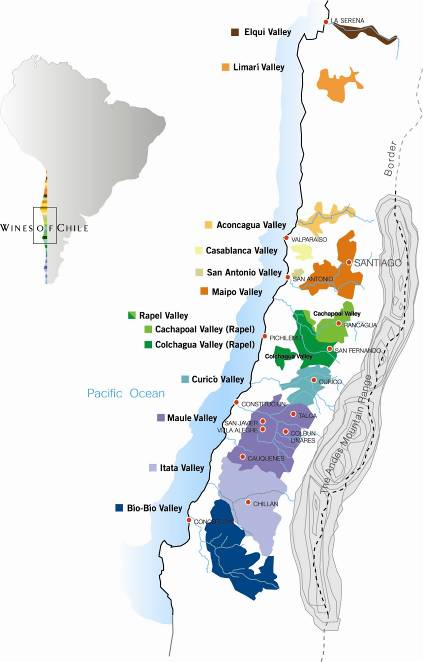 LA SERENA
Elqui Valley
Limari Valley
Border
WINES OF CHILE
Aconcagua Valley
VALPARAISO
Casablanca Valley
SANTIAGO
San Antonio Valley
SAN ANTONIO
Maipo Valley
Rapel Valley
Cachapoal Valley
RANCAGUA
Cachapoal Valley (Rapel)
PICHILEMU
Colchagua Valley (Rapel)
SAN FERNANDO
Colchagua Valley
Curicó Valley
CURICO
Pacific Ocean
The Andes Mountain Range
CONSTITUCION
Maule Valley
TALCA
SAN JAVIER
VILLA ALEGRE
COLBUN
LINARES
CAUQUENES
Itata Valley
CHILLAN
Bio-Bio Valley